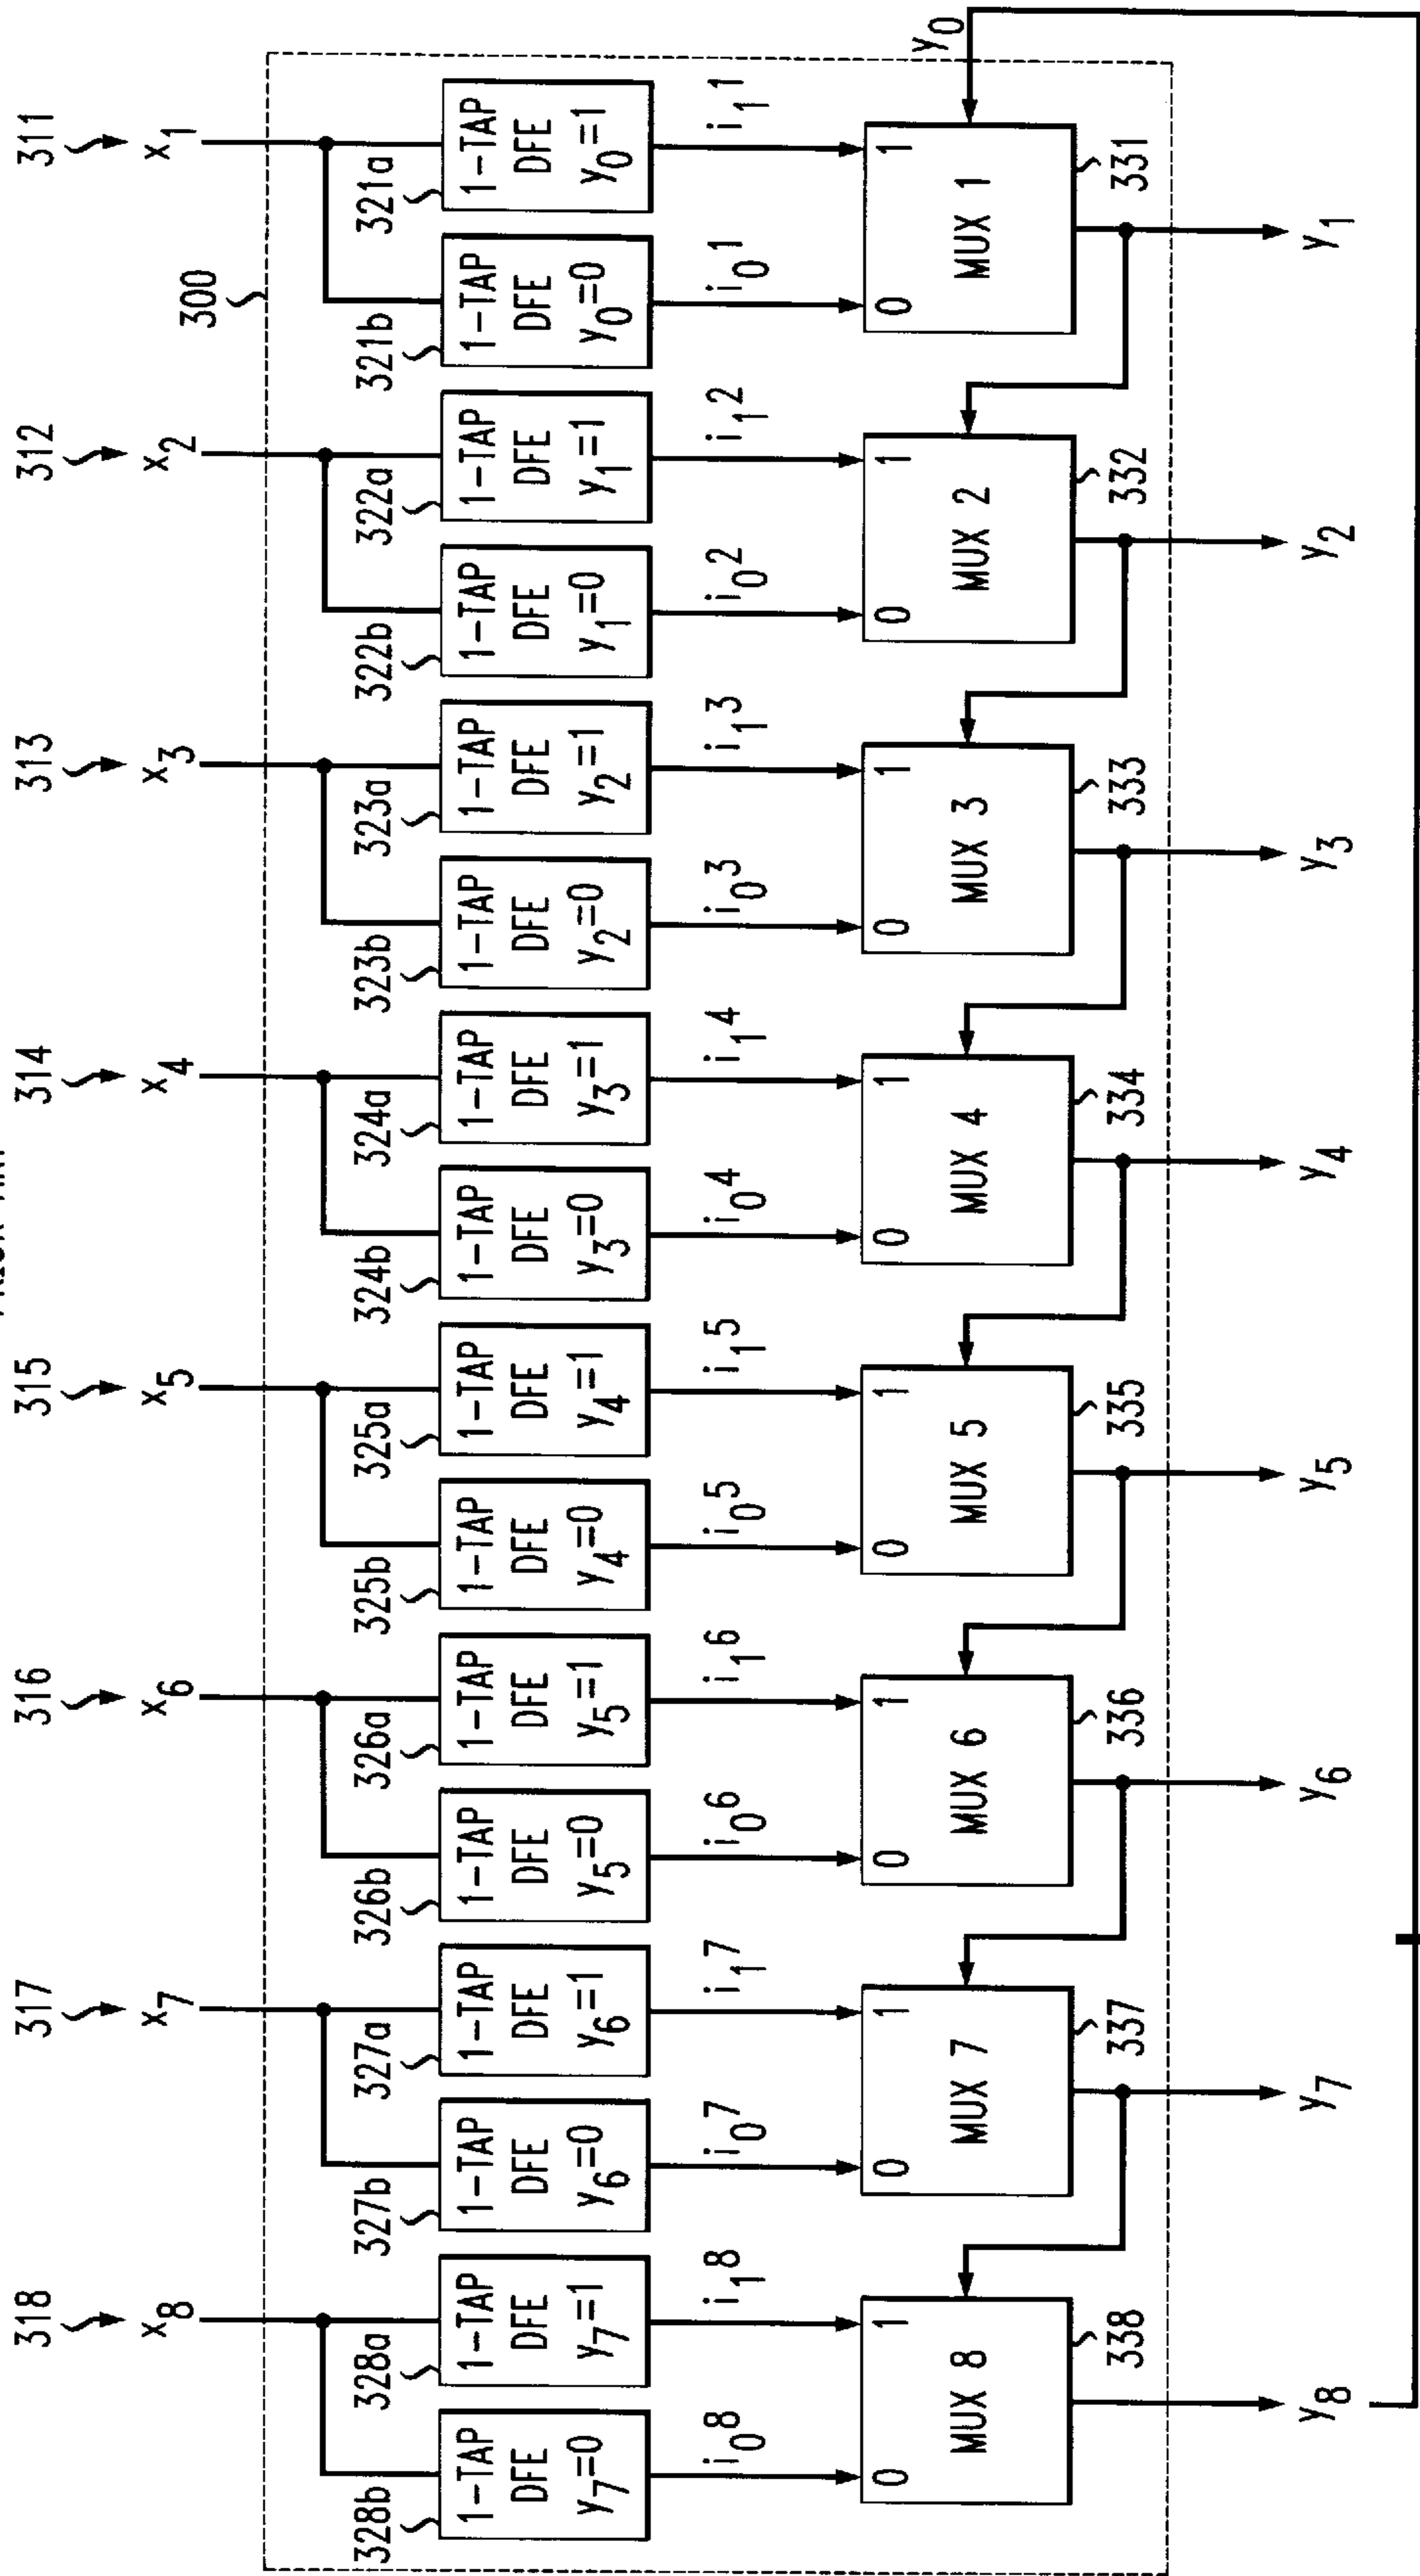 PRIOR ART
318 317 316 315 314 313 312 311
x8 x7 x6 x5 x4 x3 x2 x1
300
328b 328a 327b 327a 326b 326a 325b 325a 324b 324a 323b 323a 322b 322a 321b 321a
1-TAP 1-TAP 1-TAP 1-TAP 1-TAP 1-TAP 1-TAP 1-TAP 1-TAP 1-TAP 1-TAP 1-TAP 1-TAP 1-TAP 1-TAP 1-TAP
DFE DFE DFE DFE DFE DFE DFE DFE DFE DFE DFE DFE DFE DFE DFE DFE
y7=0 y7=1 y6=0 y6=1 y5=0 y5=1 y4=0 y4=1 y3=0 y3=1 y2=0 y2=1 y1=0 y1=1 y0=0 y0=1
i0^8 i1^8 i0^7 i1^7 i0^6 i1^6 i0^5 i1^5 i0^4 i1^4 i0^3 i1^3 i0^2 i1^2 i0^1 i1^1
0 1 0 1 0 1 0 1 0 1 0 1 0 1 0 1
y0
MUX 8 MUX 7 MUX 6 MUX 5 MUX 4 MUX 3 MUX 2 MUX 1
338 337 336 335 334 333 332 331
y8 y7 y6 y5 y4 y3 y2 y1